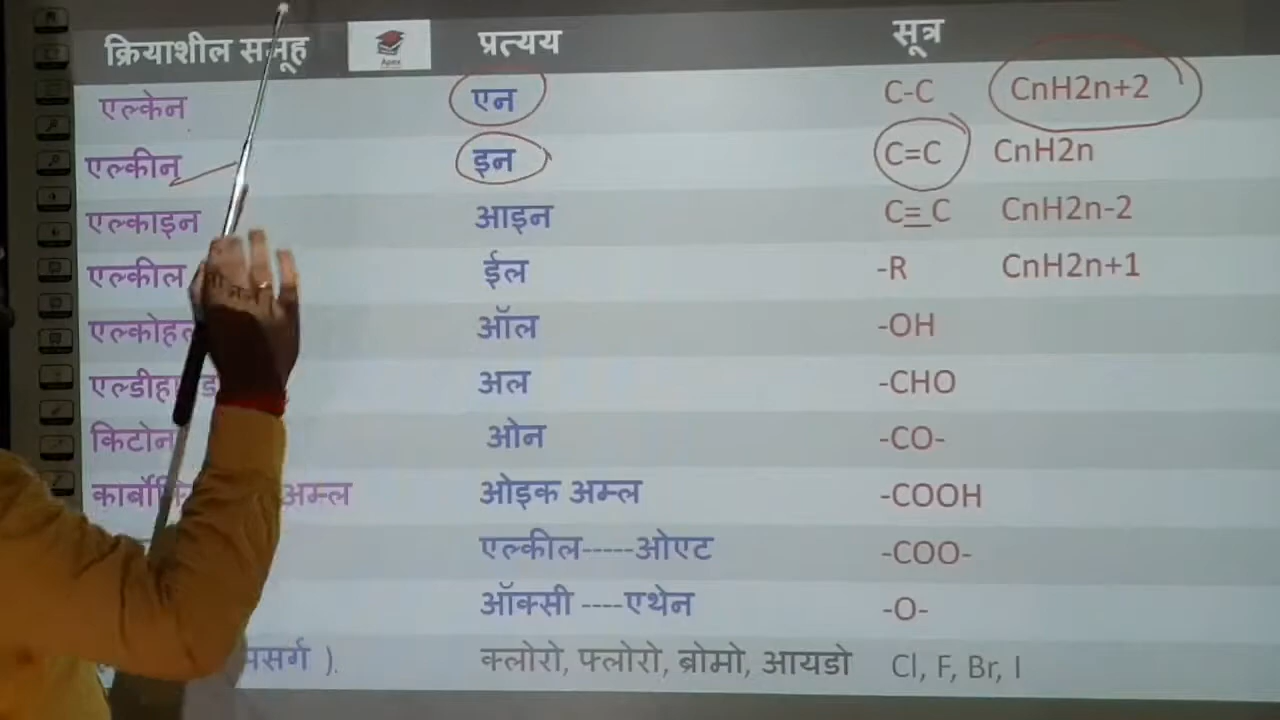 क्रियाशील समूह Apex प्रत्यय सूत्र
एल्केन एन C-C CnH2n+2
एल्कीन इन C=C CnH2n
एल्काइन आइन C≡C CnH2n-2
एल्कील ईल -R CnH2n+1
ऑल -OH
अल -CHO
किटोन ओन -CO-
अम्ल ओइक अम्ल -COOH
एल्कील-----ओएट -COO-
ऑक्सी ----एथेन -O-
). क्लोरो, फ्लोरो, ब्रोमो, आयडो Cl, F, Br, I